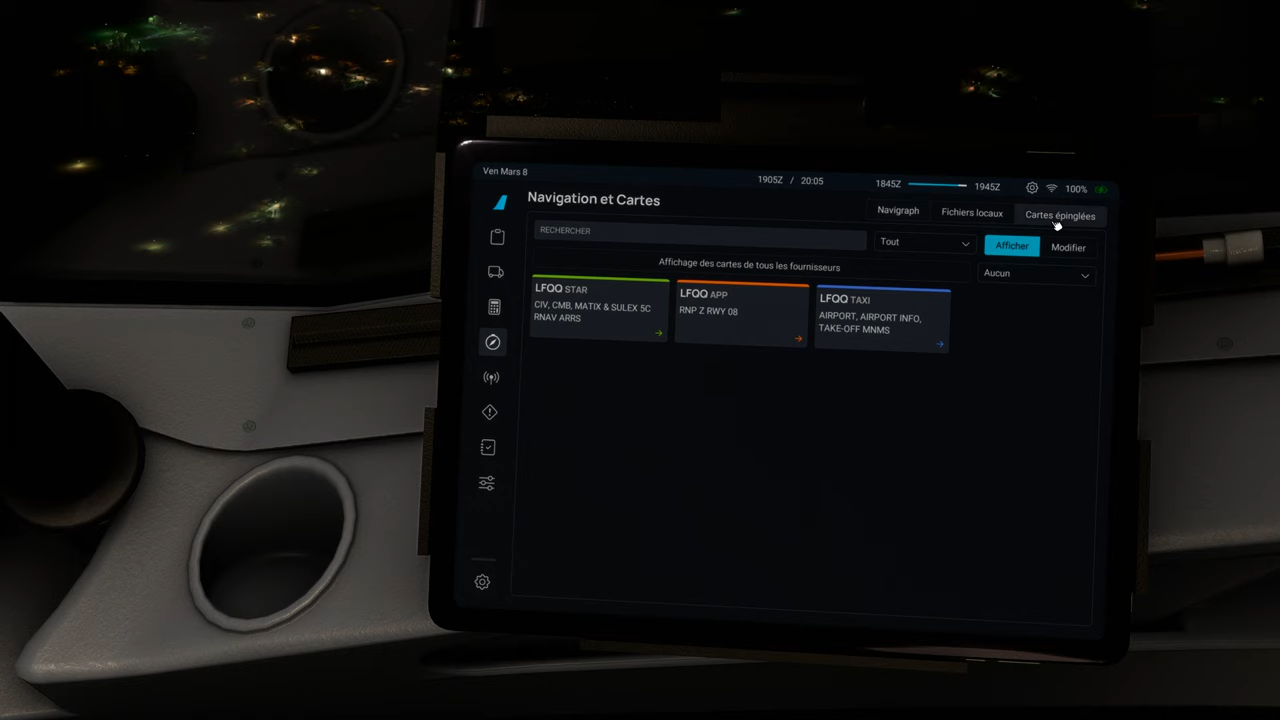 Ven Mars 8
1905Z / 20:05
1845Z
1945Z
100%
Navigation et Cartes
Navigraph
Fichiers locaux
Cartes épinglées
RECHERCHER
Tout
Afficher
Modifier
Affichage des cartes de tous les fournisseurs
Aucun
LFQQ STAR
CIV, CMB, MATIX & SULEX 5C
RNAV ARRS
LFQQ APP
RNP Z RWY 08
LFQQ TAXI
AIRPORT, AIRPORT INFO,
TAKE-OFF MNMS